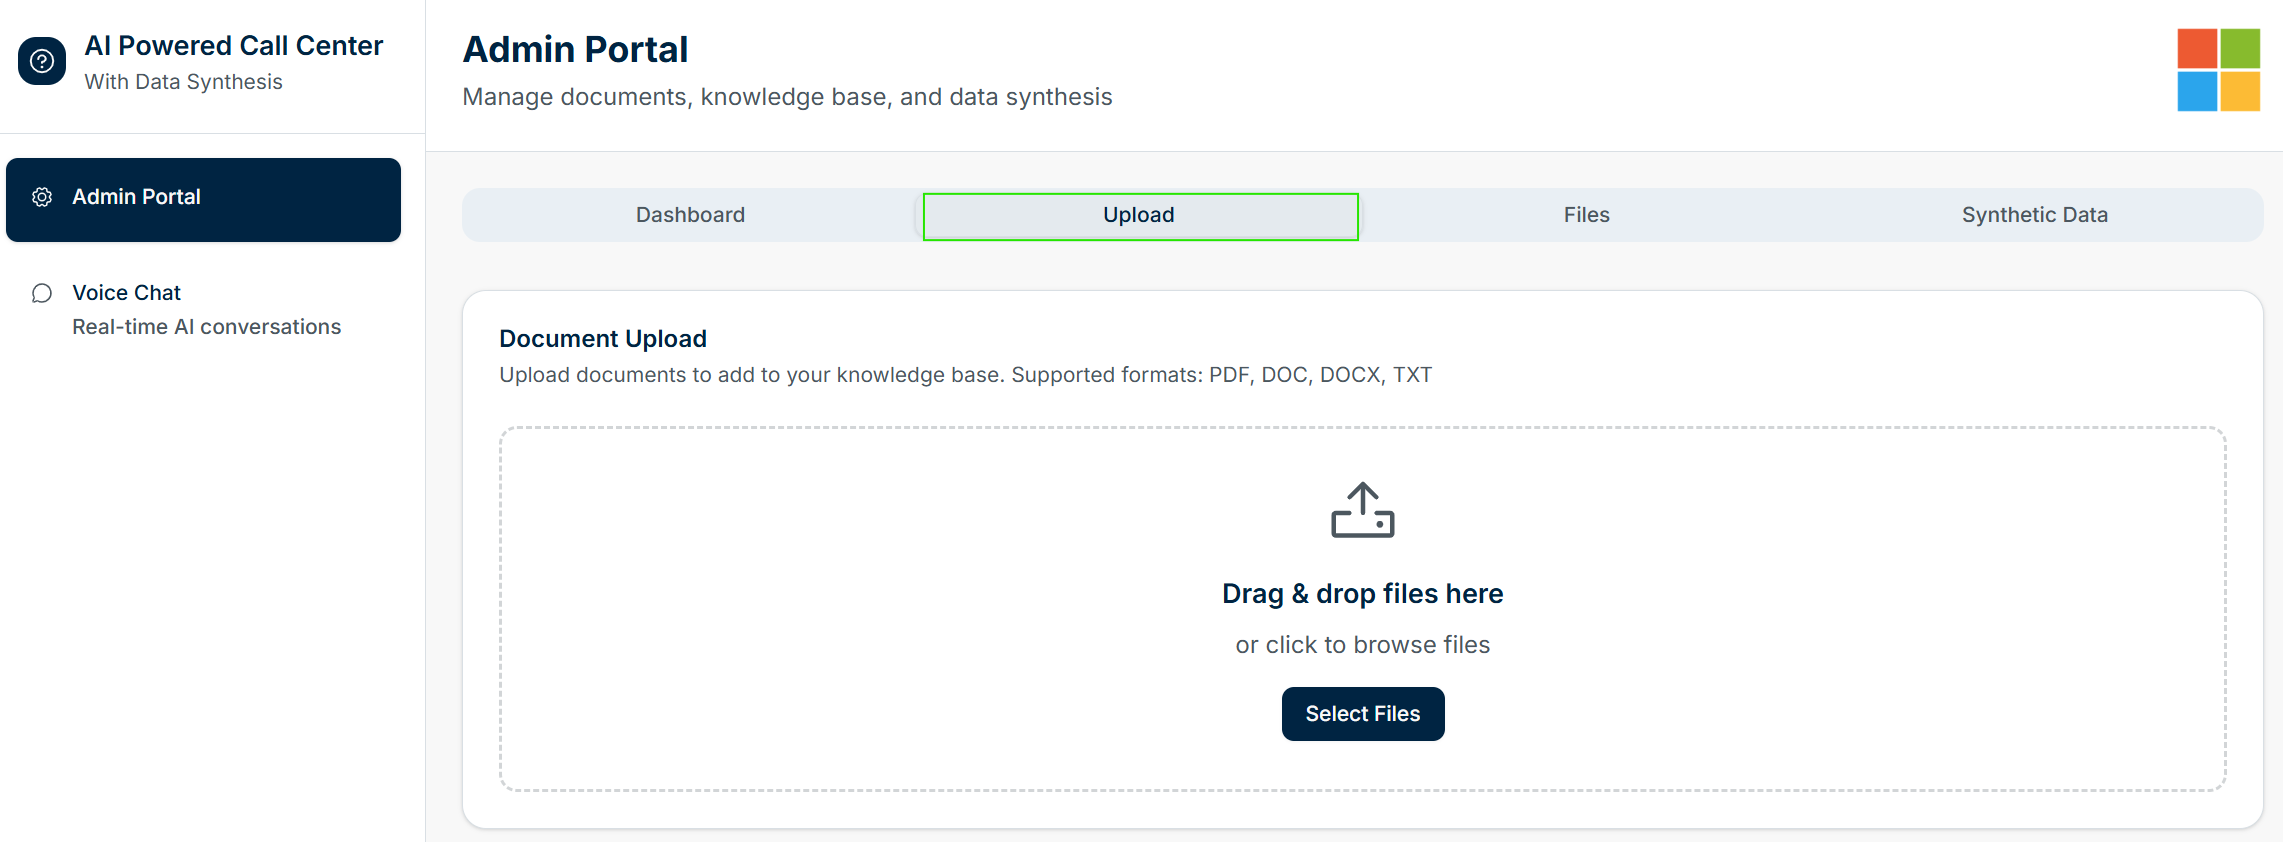 AI Powered Call Center
With Data Synthesis
Admin Portal
Voice Chat
Real-time AI conversations
Admin Portal
Manage documents, knowledge base, and data synthesis
Dashboard
Upload
Files
Synthetic Data
Document Upload
Upload documents to add to your knowledge base. Supported formats: PDF, DOC, DOCX, TXT
Drag & drop files here
or click to browse files
Select Files